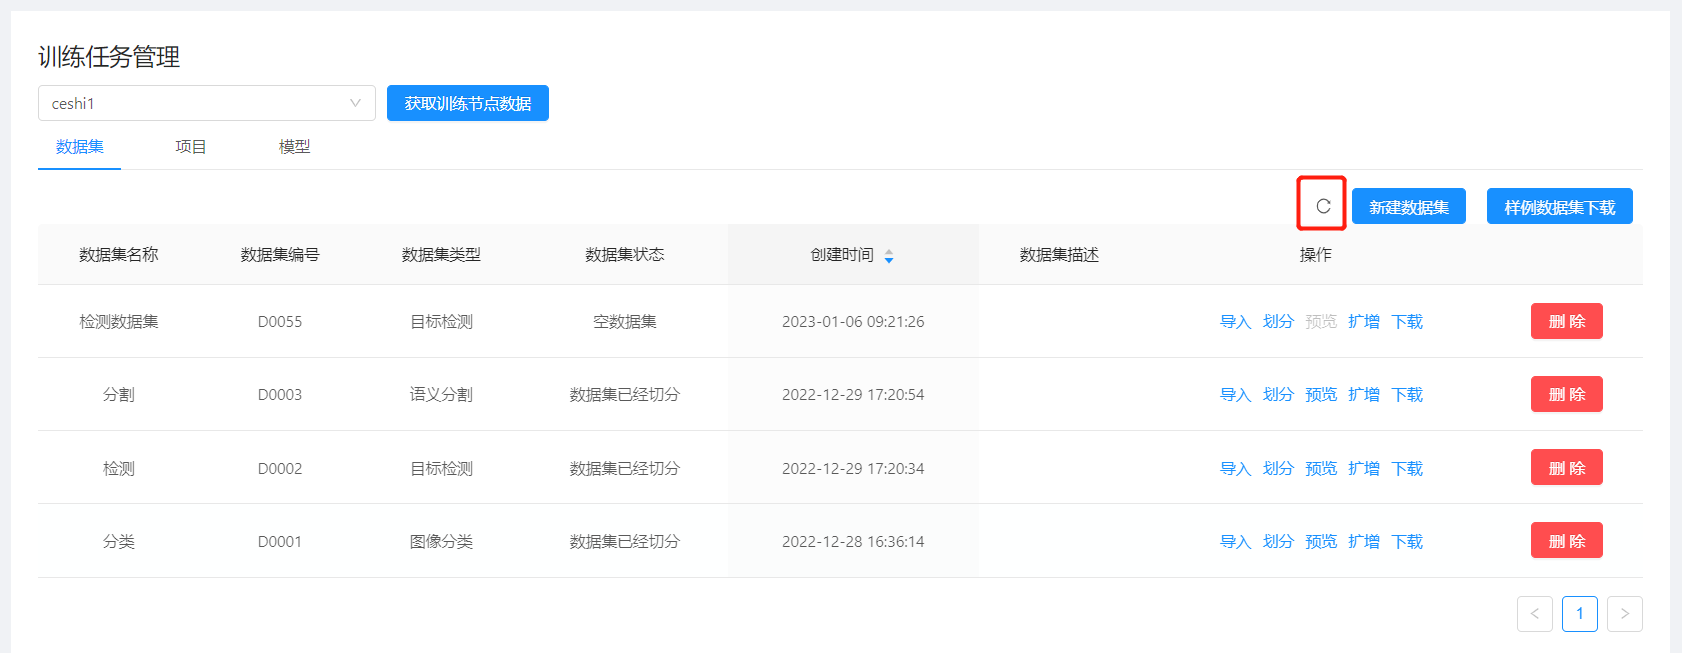 训练任务管理
ceshi1 获取训练节点数据
数据集 项目 模型
新建数据集 样例数据集下载
数据集名称 数据集编号 数据集类型 数据集状态 创建时间 数据集描述 操作
检测数据集 D0055 目标检测 空数据集 2023-01-06 09:21:26 导入 划分 预览 扩增 下载 删 除
分割 D0003 语义分割 数据集已经切分 2022-12-29 17:20:54 导入 划分 预览 扩增 下载 删 除
检测 D0002 目标检测 数据集已经切分 2022-12-29 17:20:34 导入 划分 预览 扩增 下载 删 除
分类 D0001 图像分类 数据集已经切分 2022-12-28 16:36:14 导入 划分 预览 扩增 下载 删 除
< 1 >